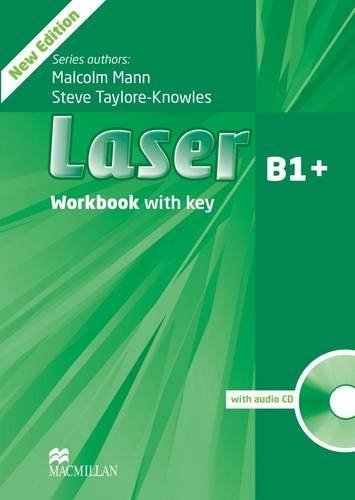 New Edition
Series authors:
Malcolm Mann
Steve Taylore-Knowles
Laser
B1+
Workbook with key
with audio CD
MACMILLAN